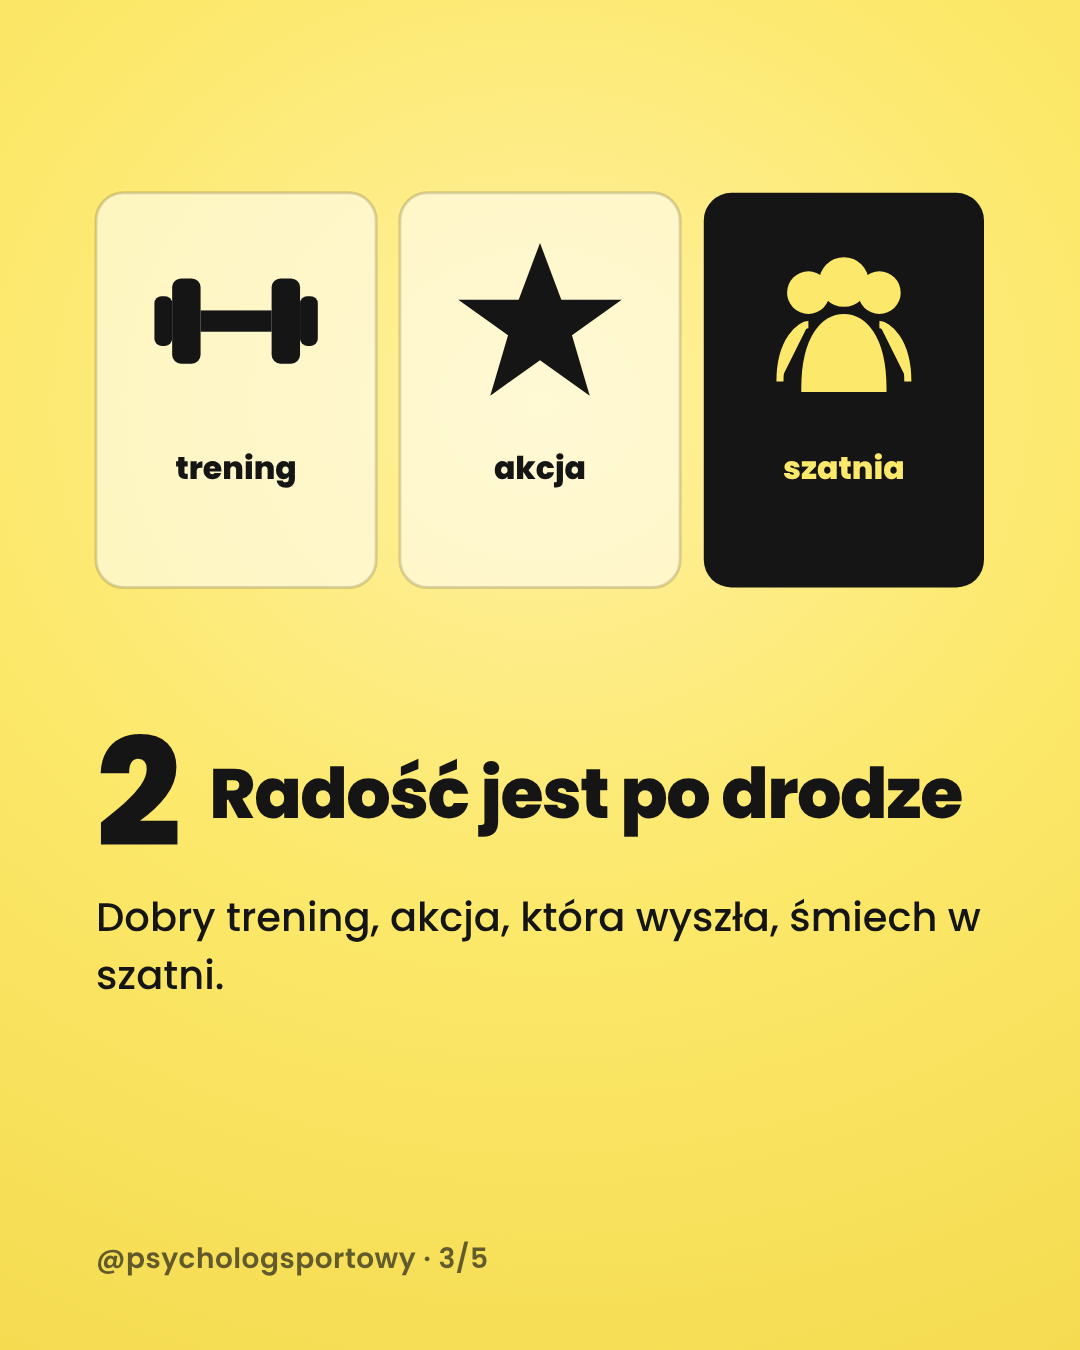 trening
akcja
szatnia
2 Radość jest po drodze
Dobry trening, akcja, która wyszła, śmiech w
szatni.
@psychologsportowy · 3/5